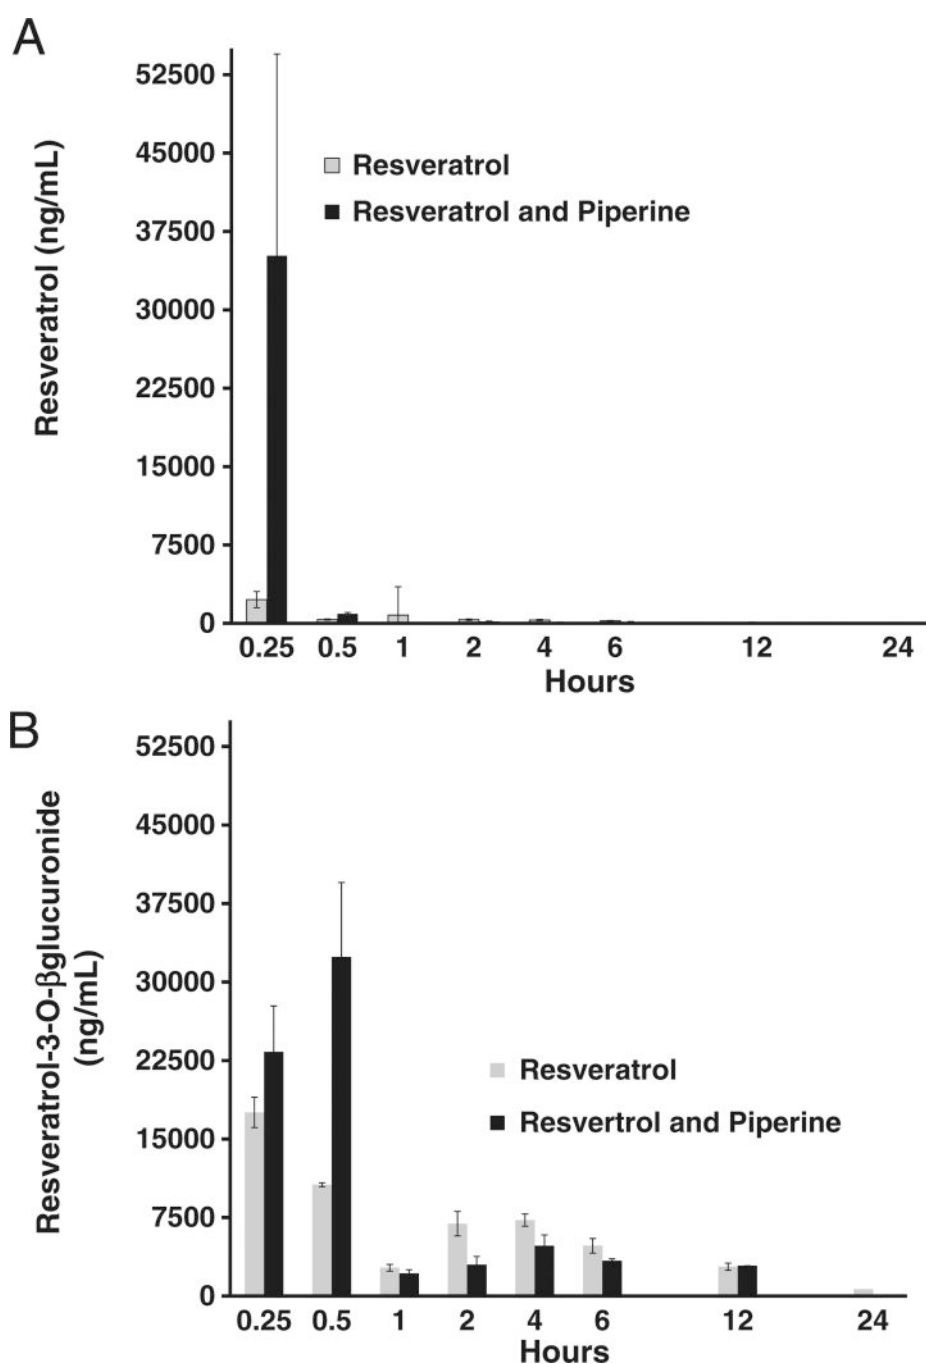 A
Resveratrol (ng/mL)
52500
45000
37500
30000
22500
15000
7500
0
Resveratrol
Resveratrol and Piperine
0.25 0.5 1 2 4 6 12 24
Hours
B
Resveratrol-3-O-βglucuronide
(ng/mL)
52500
45000
37500
30000
22500
15000
7500
0
Resveratrol
Resvertrol and Piperine
0.25 0.5 1 2 4 6 12 24
Hours